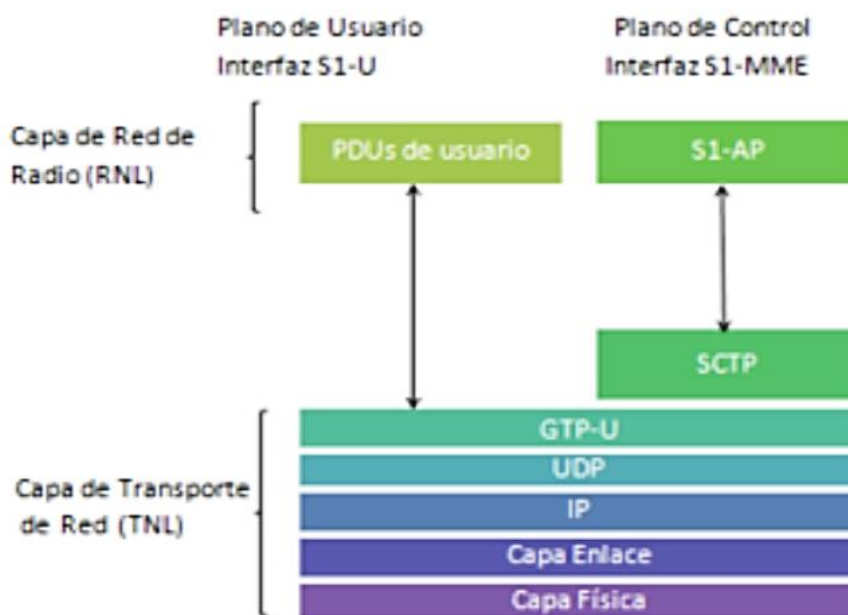 Plano de Usuario
Interfaz S1-U
Plano de Control
Interfaz S1-MME
Capa de Red de
Radio (RNL)
PDUs de usuario
S1-AP
SCTP
GTP-U
UDP
Capa de Transporte
de Red (TNL)
IP
Capa Enlace
Capa Física